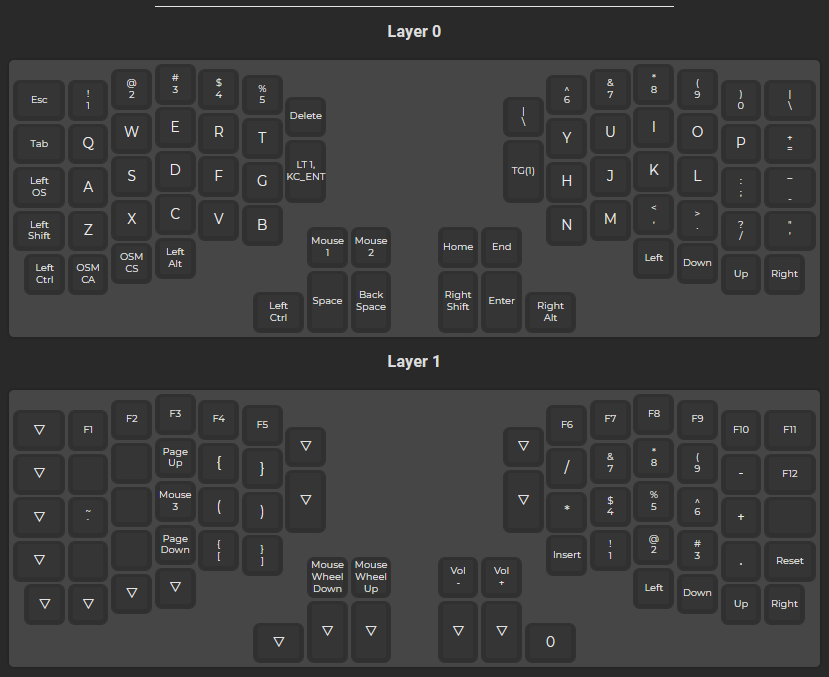 Layer 0
Esc
!
1
@
2
#
3
$
4
%
5
Delete
|
\
^
6
&
7
*
8
(
9
)
0
|
\
Tab
Q
W
E
R
T
LT 1,
KC_ENT
TG(1)
Y
U
I
O
P
+
=
Left
OS
A
S
D
F
G
H
J
K
L
:
;
_
-
Left
Shift
Z
X
C
V
B
N
M
<
,
>
.
?
/
"
'
Left
Ctrl
OSM
CA
OSM
CS
Left
Alt
Mouse
1
Mouse
2
Home
End
Left
Down
Up
Right
Left
Ctrl
Space
Back
Space
Right
Shift
Enter
Right
Alt
Layer 1
▽
F1
F2
F3
F4
F5
▽
▽
F6
F7
F8
F9
F10
F11
▽
Page
Up
{
}
▽
▽
/
&
7
*
8
(
9
-
F12
▽
~
`
Mouse
3
(
)
*
$
4
%
5
^
6
+
▽
Page
Down
{
[
}
]
Insert
!
1
@
2
#
3
.
Reset
▽
▽
▽
▽
Mouse
Wheel
Down
Mouse
Wheel
Up
Vol
-
Vol
+
Left
Down
Up
Right
▽
▽
▽
▽
▽
0